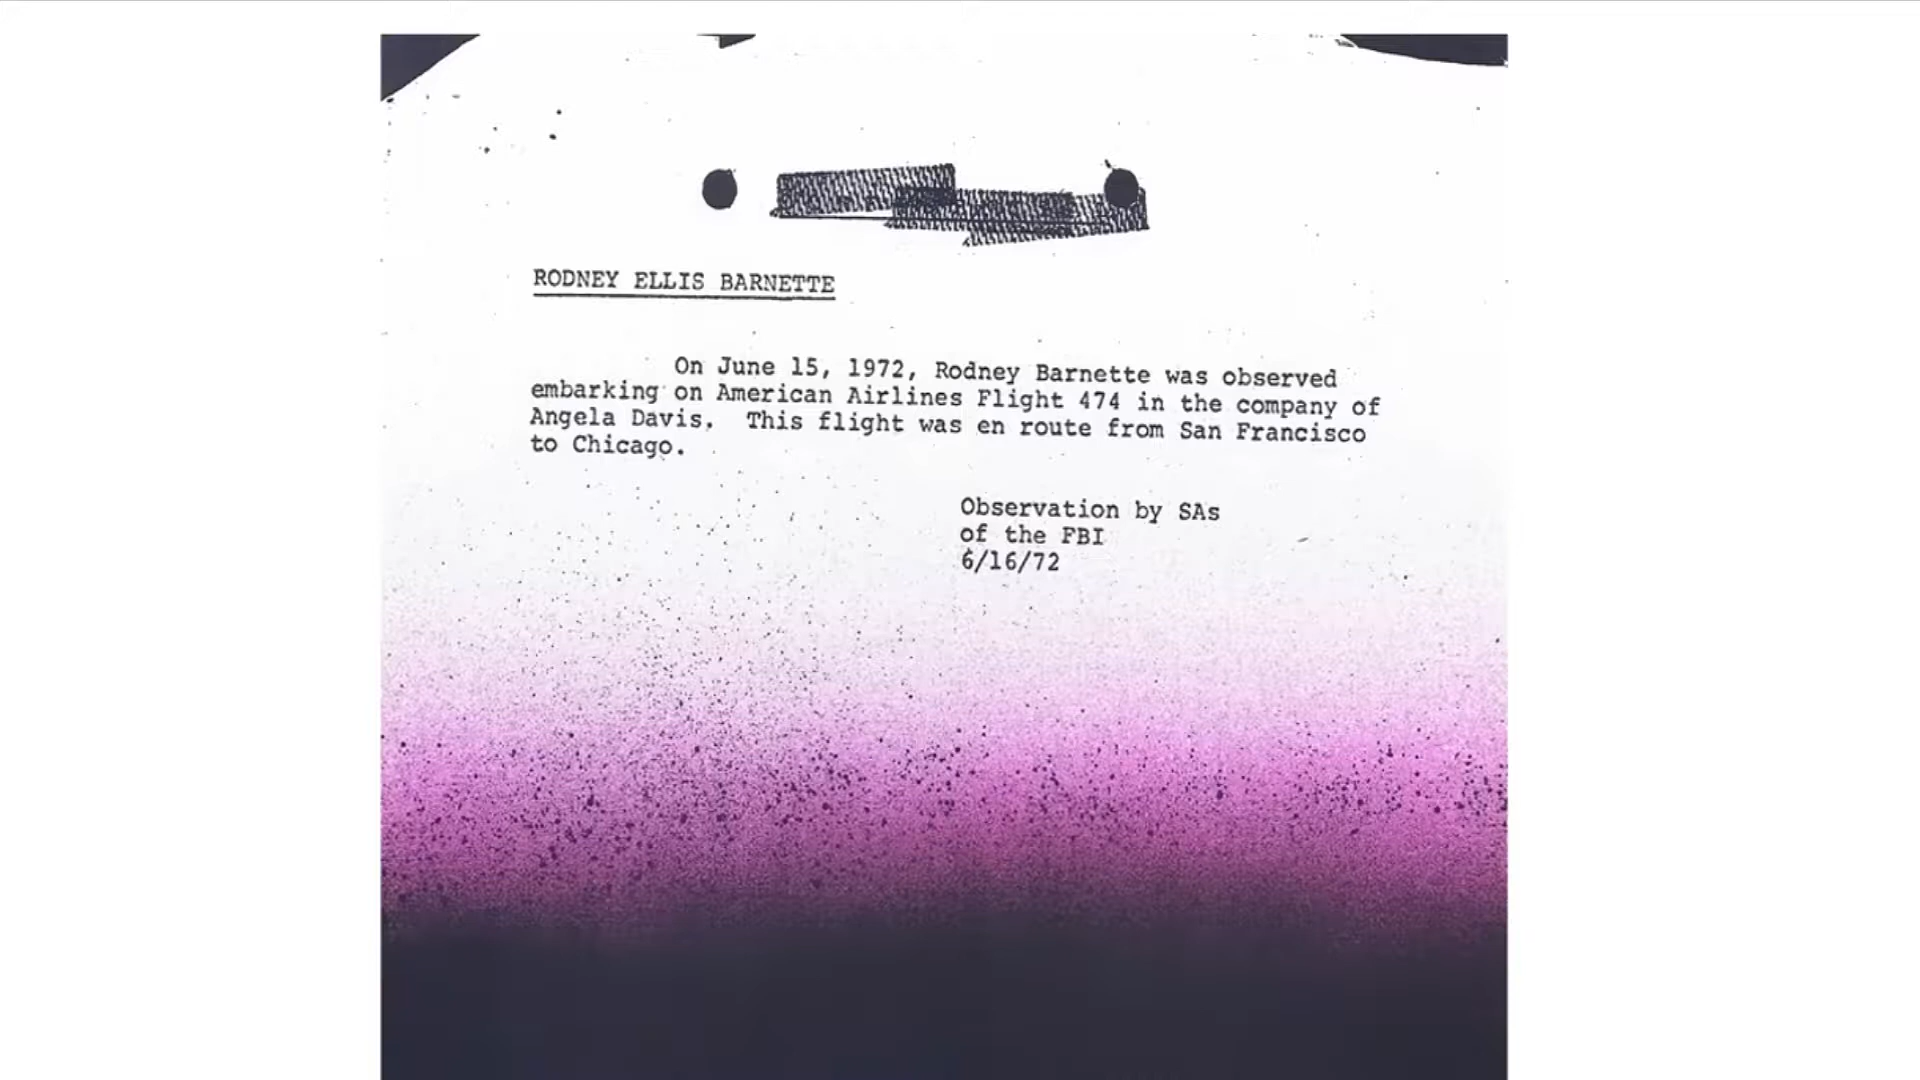 RODNEY ELLIS BARNETTE
On June 15, 1972, Rodney Barnette was observed
embarking on American Airlines Flight 474 in the company of
Angela Davis. This flight was en route from San Francisco
to Chicago.
Observation by SAs
of the FBI
6/16/72